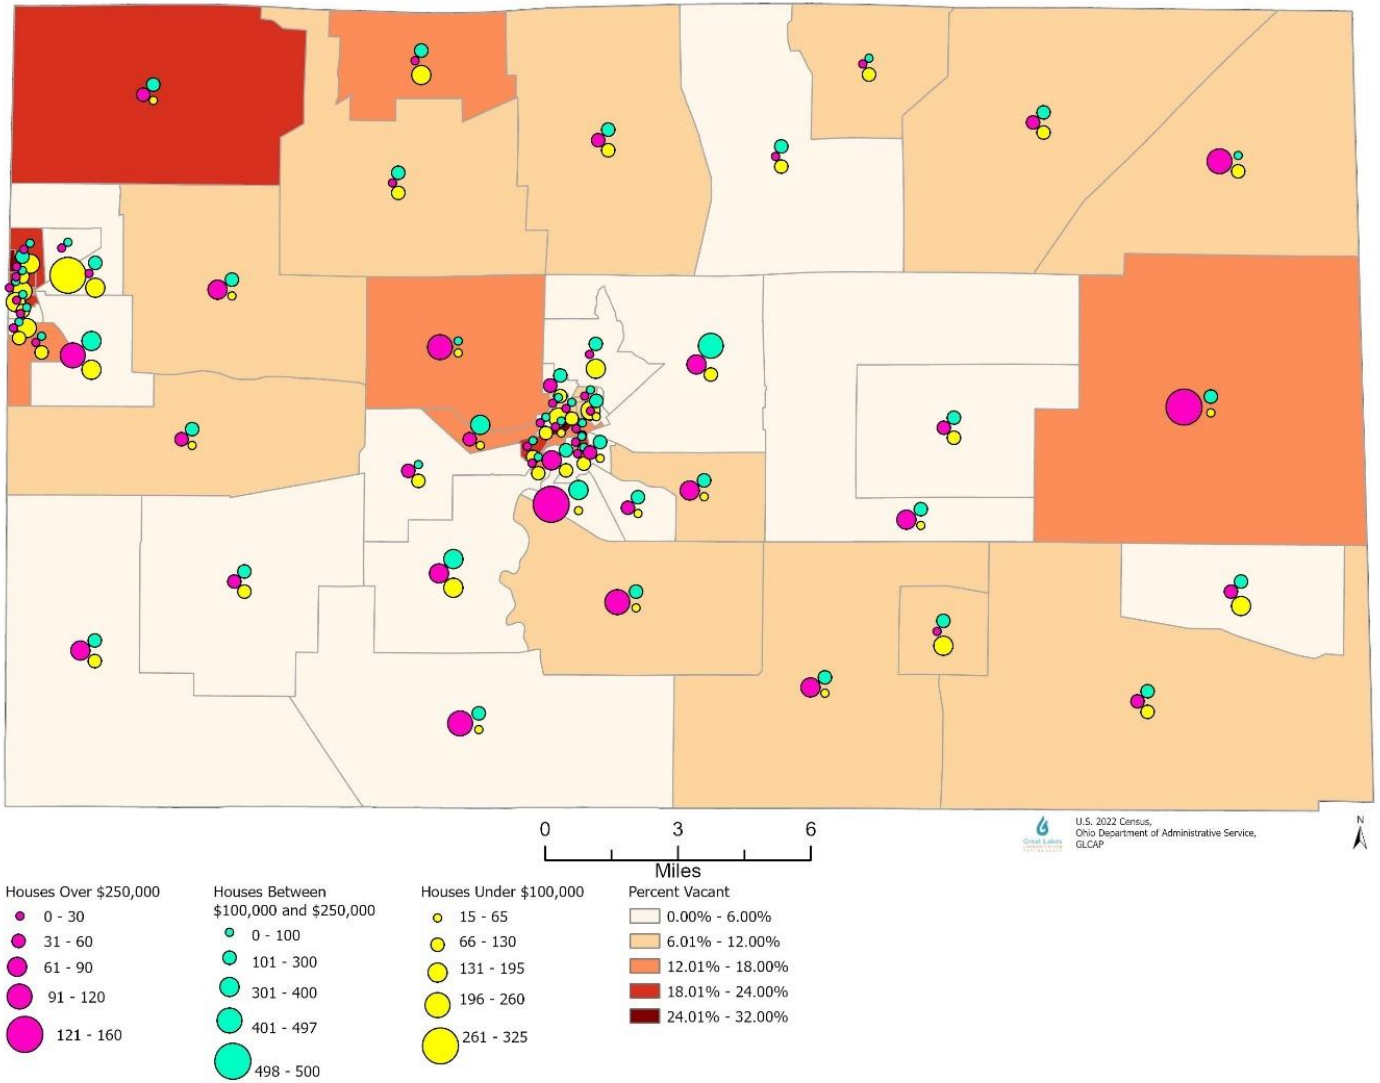 0 3 6
Miles
Great Lakes
U.S. 2022 Census,
Ohio Department of Administrative Service,
GLCAP
N
Houses Over $250,000
0 - 30
31 - 60
61 - 90
91 - 120
121 - 160
Houses Between
$100,000 and $250,000
0 - 100
101 - 300
301 - 400
401 - 497
498 - 500
Houses Under $100,000
15 - 65
66 - 130
131 - 195
196 - 260
261 - 325
Percent Vacant
0.00% - 6.00%
6.01% - 12.00%
12.01% - 18.00%
18.01% - 24.00%
24.01% - 32.00%